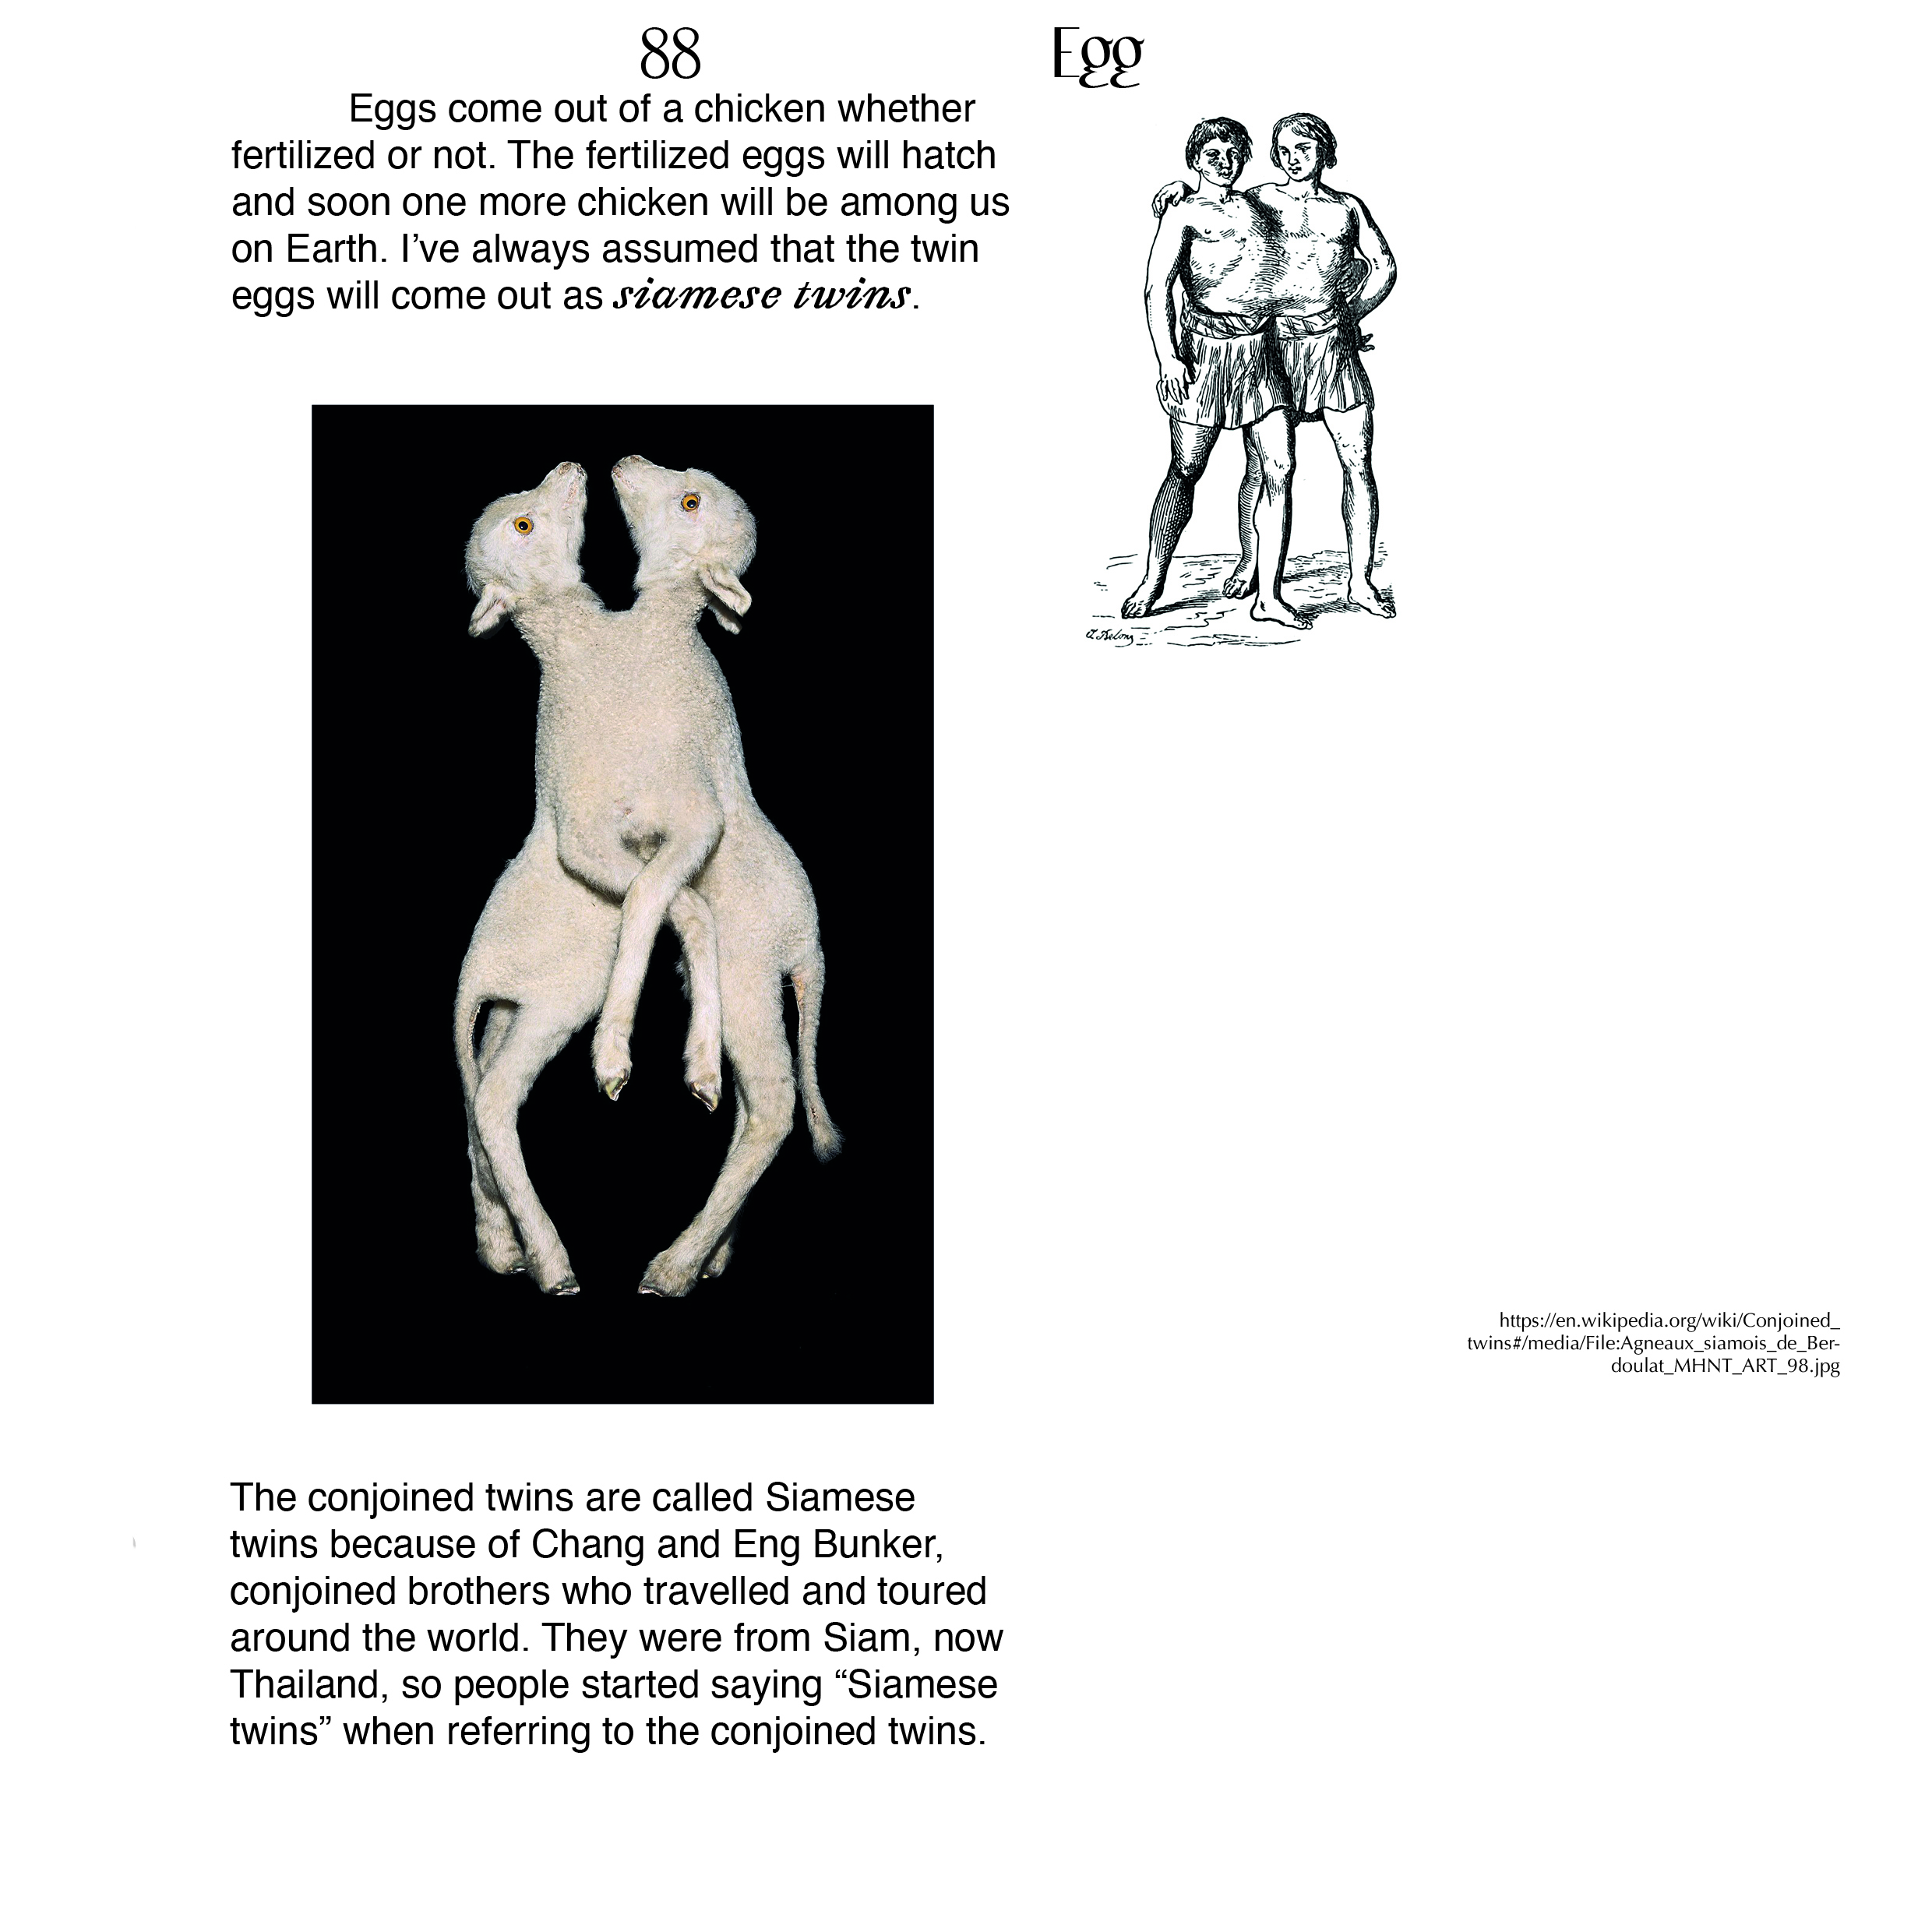 88
Egg
Eggs come out of a chicken whether
fertilized or not. The fertilized eggs will hatch
and soon one more chicken will be among us
on Earth. I’ve always assumed that the twin
eggs will come out as siamese twins.
https://en.wikipedia.org/wiki/Conjoined_
twins#/media/File:Agneaux_siamois_de_Ber-
doulat_MHNT_ART_98.jpg
The conjoined twins are called Siamese
twins because of Chang and Eng Bunker,
conjoined brothers who travelled and toured
around the world. They were from Siam, now
Thailand, so people started saying “Siamese
twins” when referring to the conjoined twins.